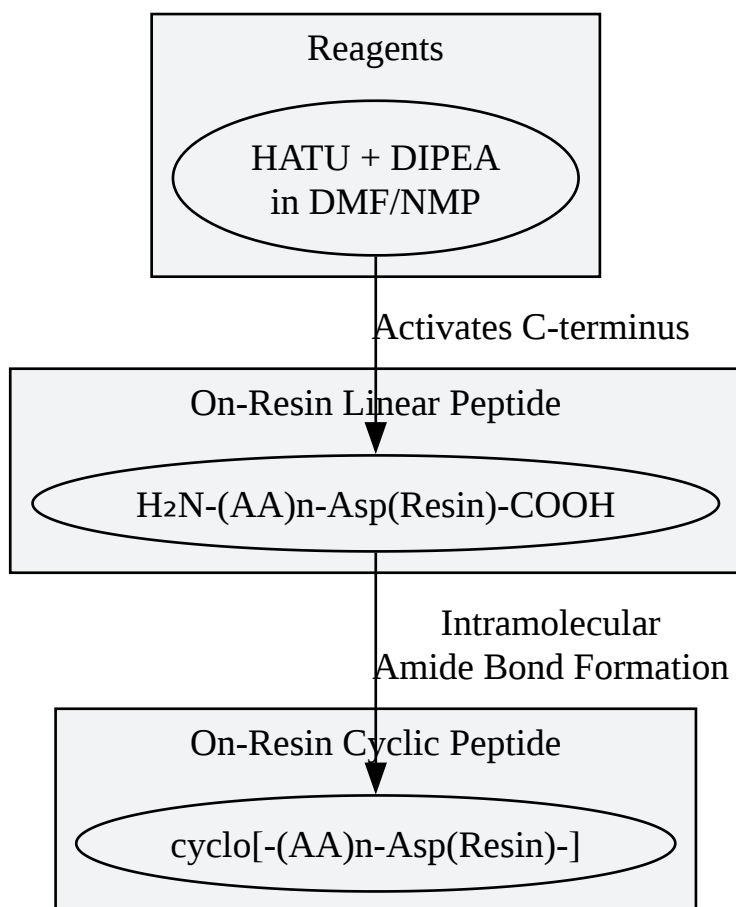 Reagents
HATU + DIPEA
in DMF/NMP
Activates C-terminus
On-Resin Linear Peptide
H₂N-(AA)n-Asp(Resin)-COOH
Intramolecular
Amide Bond Formation
On-Resin Cyclic Peptide
cyclo[-(AA)n-Asp(Resin)-]